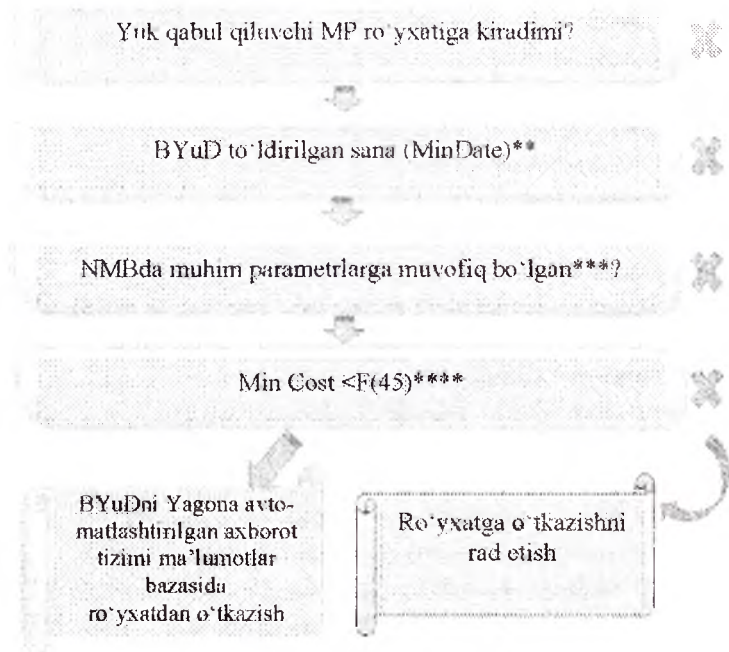 Yuk qabul qiluvchi MP ro‘yxatiga kiradimi?
BYuD to‘ldirilgan sana (MinDate)**
NMBda muhim parametrlarga muvofiq bo‘lgan***?
Min Cost <F(45)****
BYuDni Yagona avto-
matlashtirilgan axborot
tizimi ma’lumotlar
bazasida
ro‘yxatdan o‘tkazish
Ro‘yxatga o‘tkazishni
rad etish